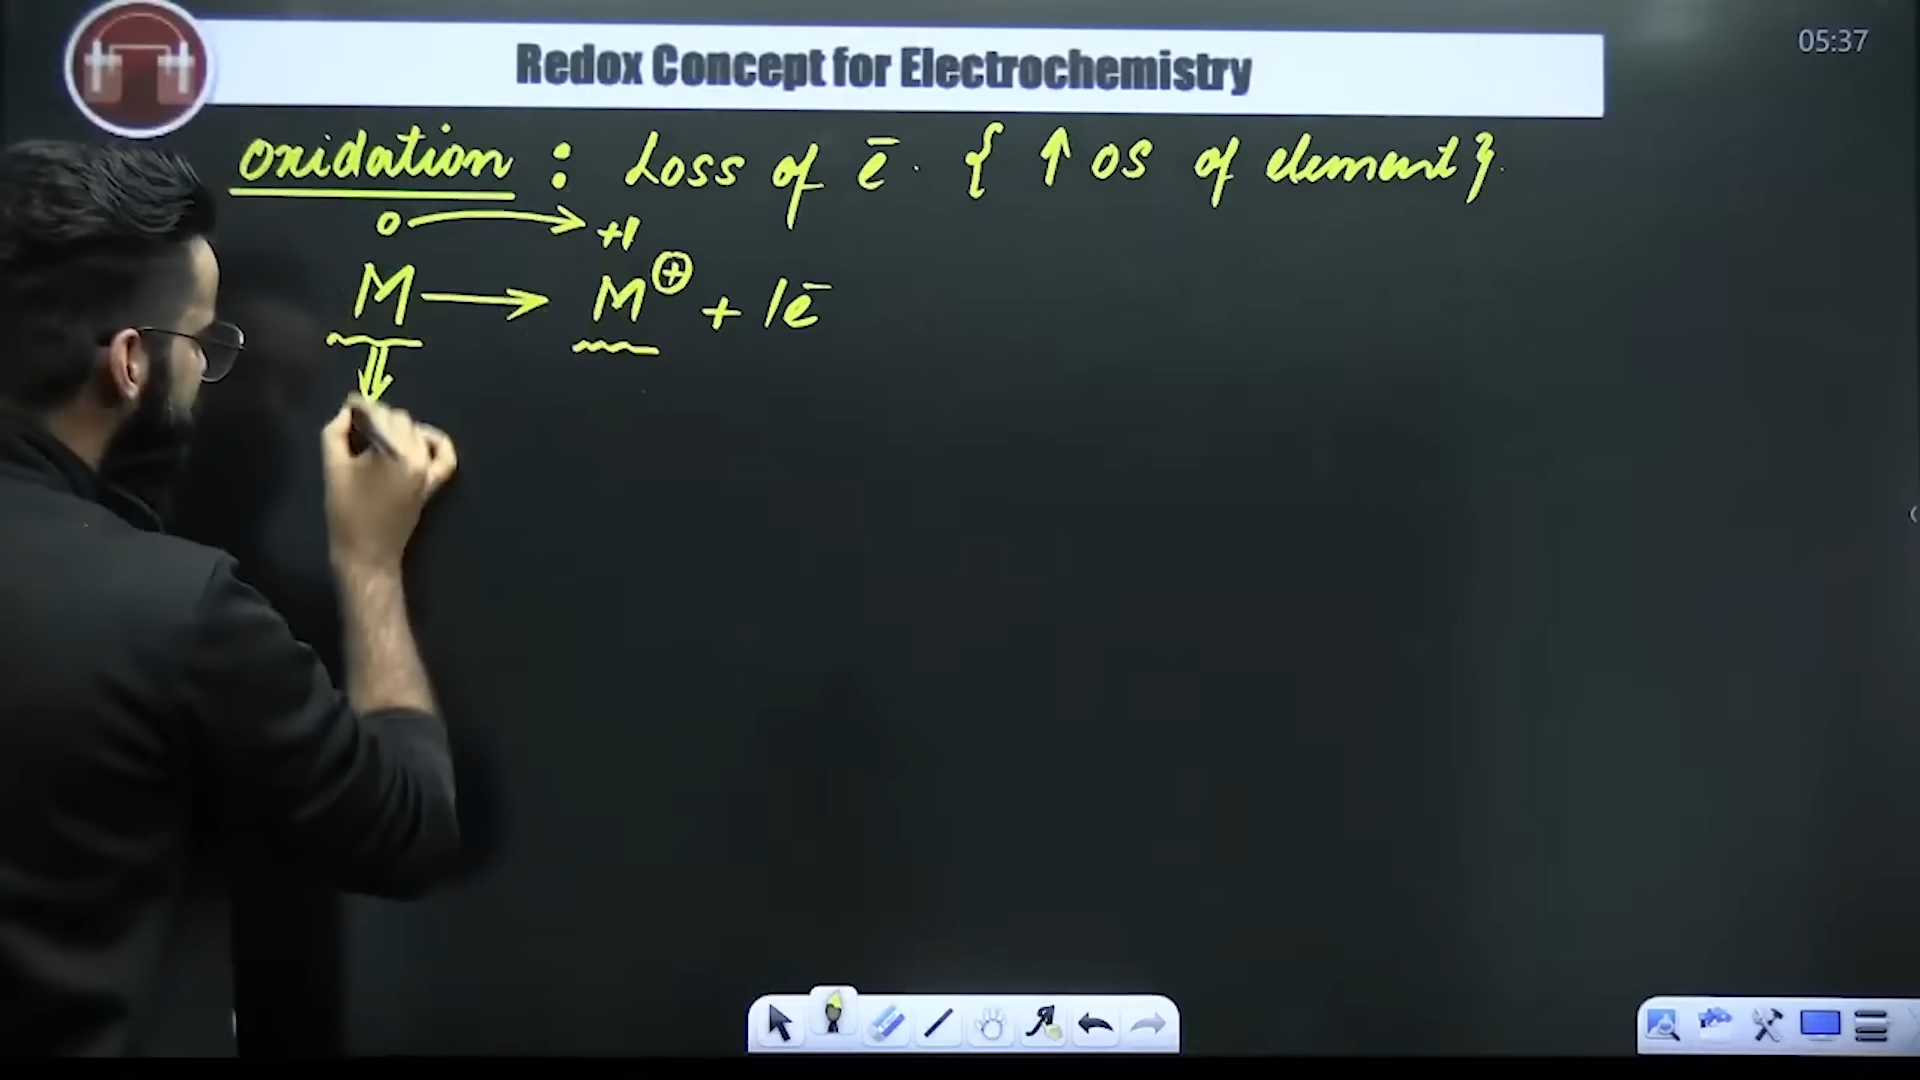 Redox Concept for Electrochemistry
05:37
oxidation : Loss of ē. { ↑ OS of element }.
0 → +1
M → M⊕ + 1ē